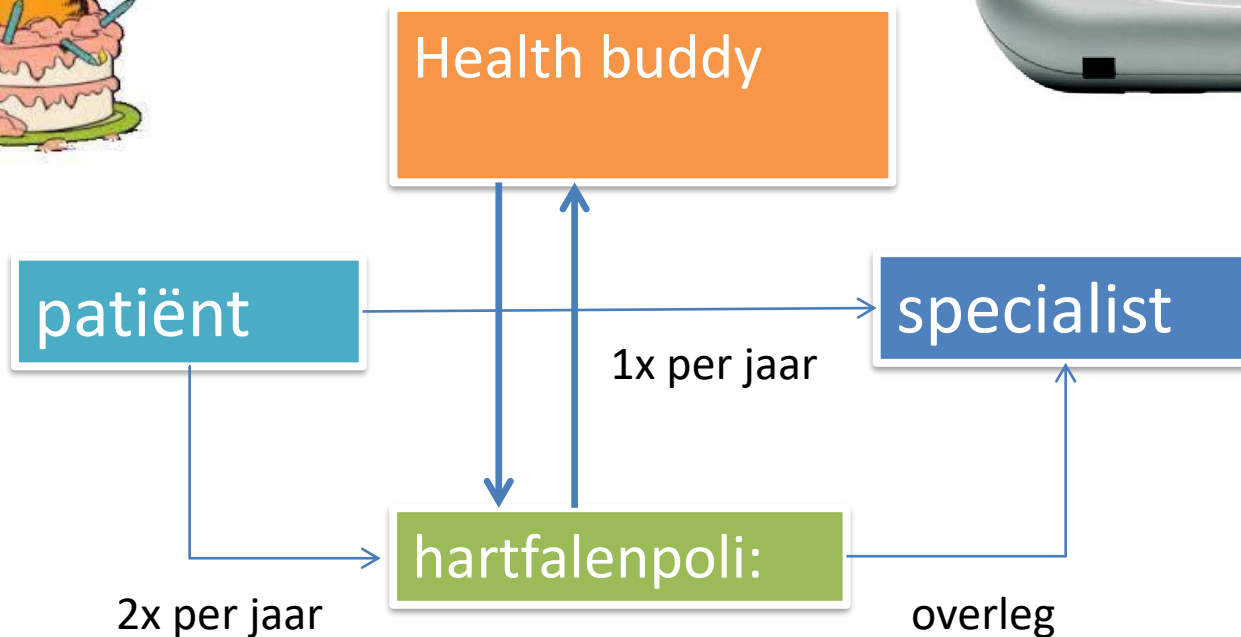 Health buddy
patiënt
specialist
1x per jaar
hartfalenpoli:
2x per jaar
overleg